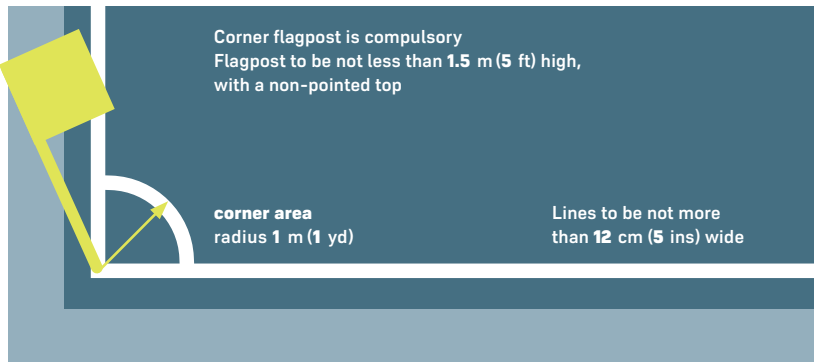 Corner flagpost is compulsory
Flagpost to be not less than 1.5 m (5 ft) high,
with a non-pointed top
corner area
radius 1 m (1 yd)
Lines to be not more
than 12 cm (5 ins) wide